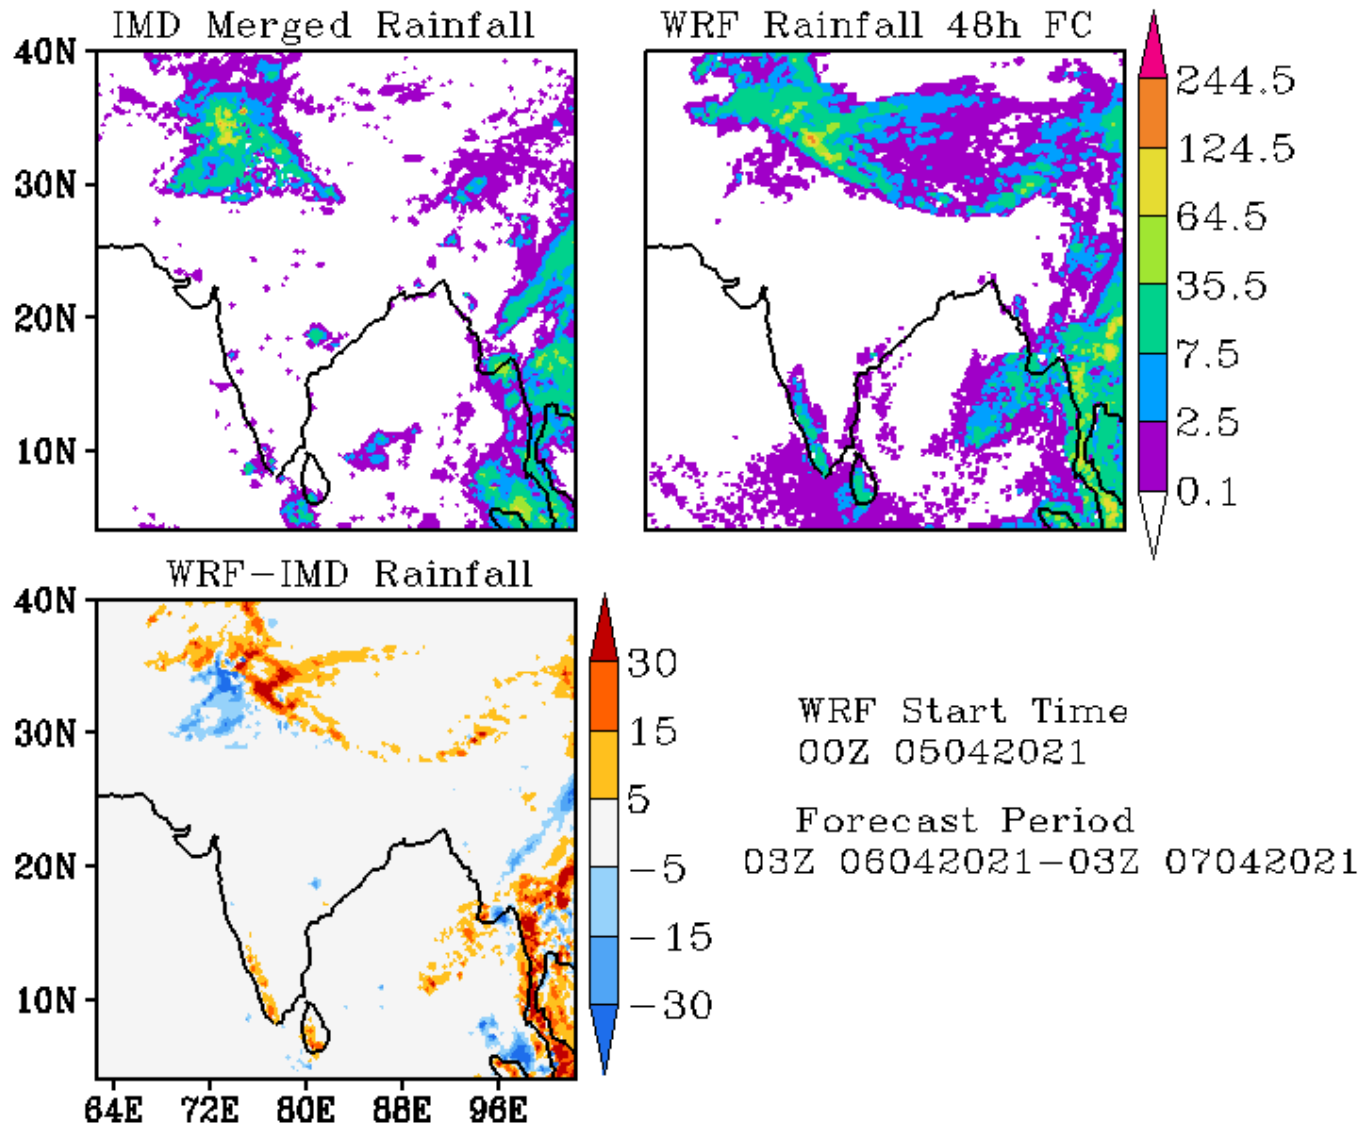 IMD Merged Rainfall
WRF Rainfall 48h FC
40N
30N
20N
10N
244.5
124.5
64.5
35.5
7.5
2.5
0.1
WRF-IMD Rainfall
40N
30N
20N
10N
64E 72E 80E 88E 96E
30
15
5
-5
-15
-30
WRF Start Time
00Z 05042021
Forecast Period
03Z 06042021-03Z 07042021